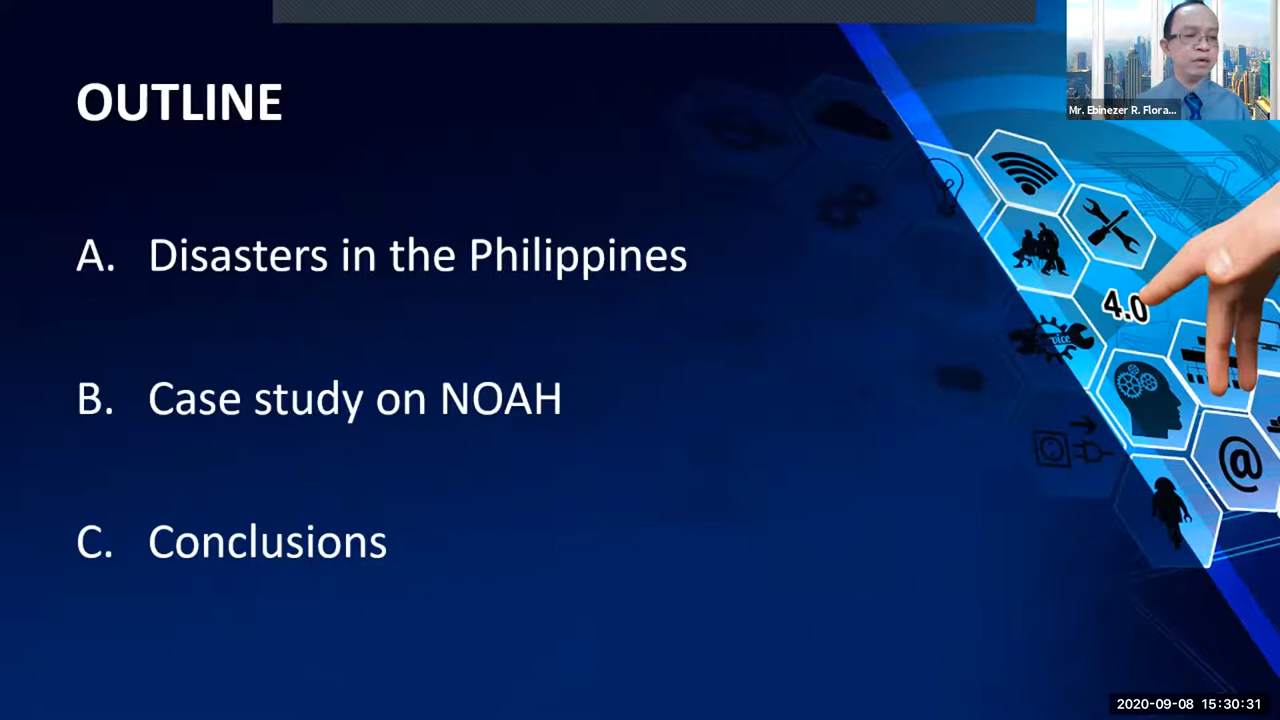 OUTLINE
Mr. Ebinezer R. Flora...
A. Disasters in the Philippines
4.0
B. Case study on NOAH
@
C. Conclusions
2020-09-08 15:30:31